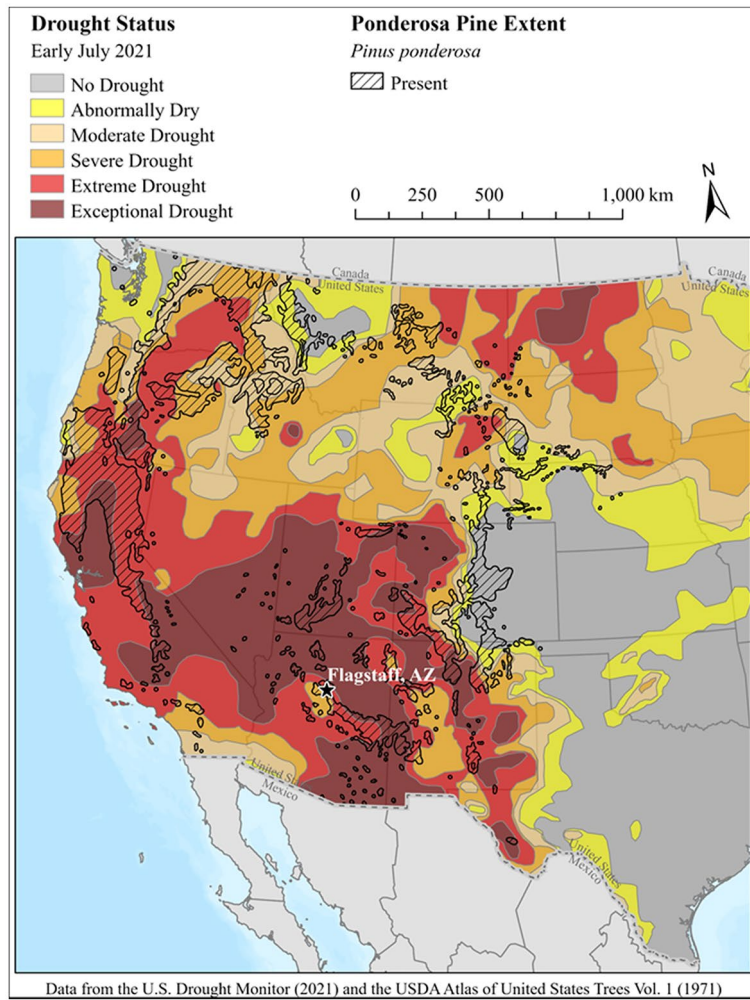 Drought Status
Early July 2021
No Drought
Abnormally Dry
Moderate Drought
Severe Drought
Extreme Drought
Exceptional Drought
Ponderosa Pine Extent
Pinus ponderosa
Present
N
0 250 500 1,000 km
Canada
United States
Canada
United States
Flagstaff, AZ
United Sta
Mexico
United States
Mexico
Data from the U.S. Drought Monitor (2021) and the USDA Atlas of United States Trees Vol. 1 (1971)